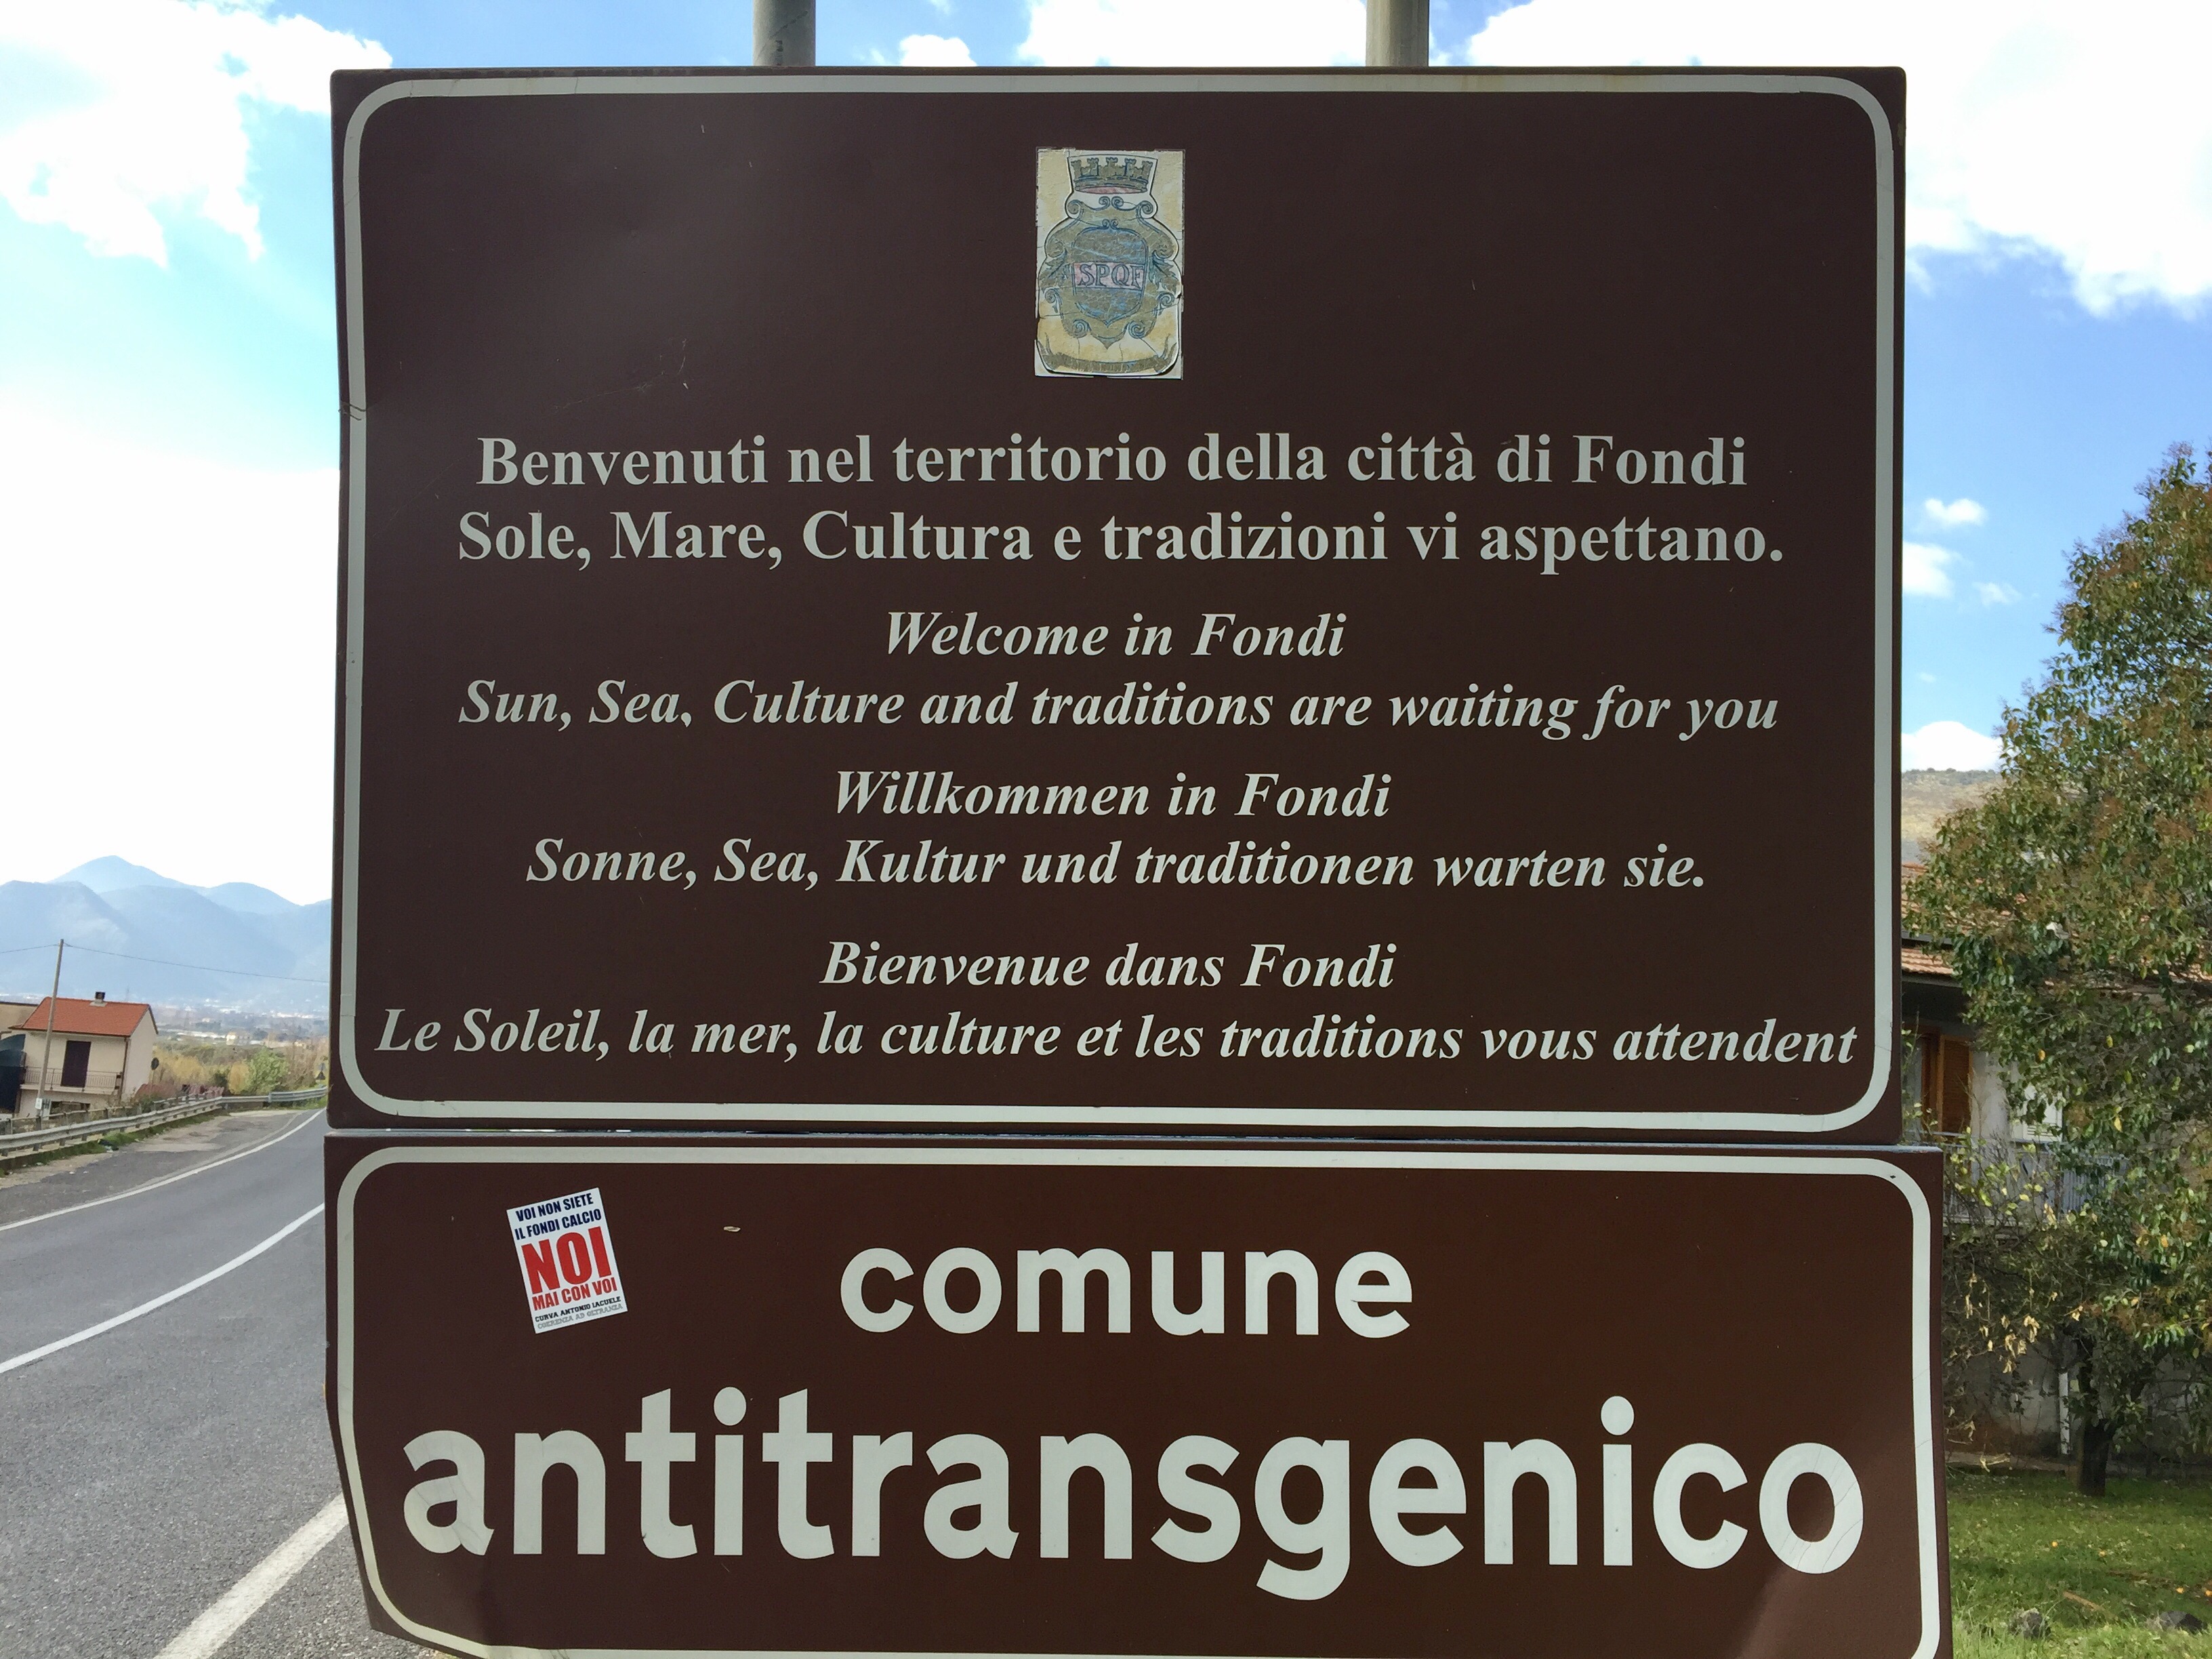 SPQF
Benvenuti nel territorio della città di Fondi
Sole, Mare, Cultura e tradizioni vi aspettano.
Welcome in Fondi
Sun, Sea, Culture and traditions are waiting for you
Willkommen in Fondi
Sonne, Sea, Kultur und traditionen warten sie.
Bienvenue dans Fondi
Le Soleil, la mer, la culture et les traditions vous attendent
VOI NON SIETE
IL FONDI CALCIO
NOI
MAI CON VOI
CURVA ANTONIO IACUELE
COERENZA AD OLTRANZA
comune
antitransgenico